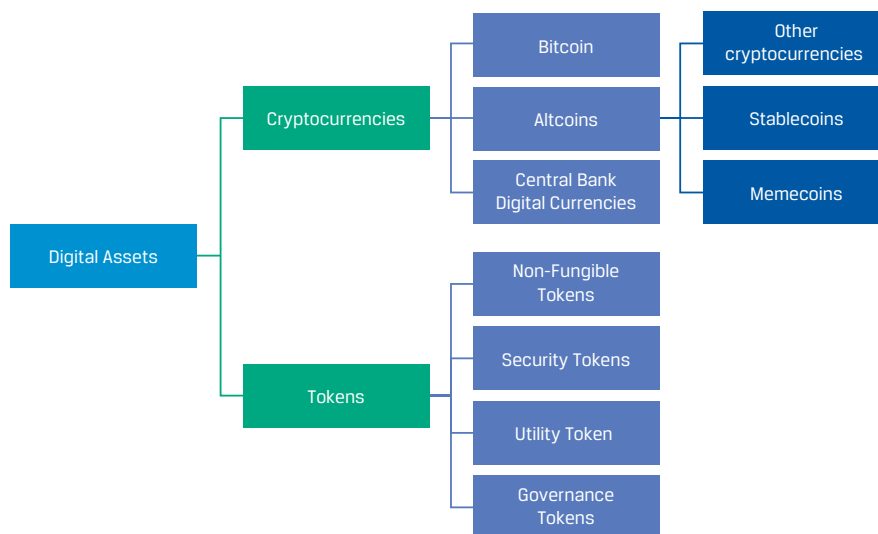 Digital Assets
Cryptocurrencies
Bitcoin
Altcoins
Other
cryptocurrencies
Stablecoins
Memecoins
Central Bank
Digital Currencies
Tokens
Non-Fungible
Tokens
Security Tokens
Utility Token
Governance
Tokens